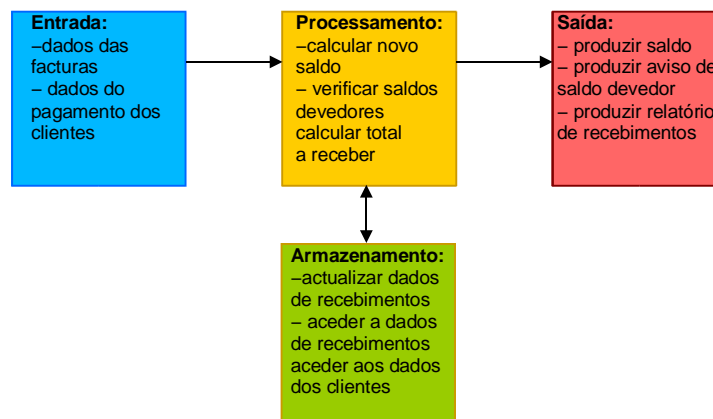 Entrada:
–dados das
facturas
– dados do
pagamento dos
clientes
Processamento:
–calcular novo
saldo
– verificar saldos
devedores
calcular total
a receber
Saída:
– produzir saldo
– produzir aviso de
saldo devedor
– produzir relatório
de recebimentos
Armazenamento:
–actualizar dados
de recebimentos
– aceder a dados
de recebimentos
aceder aos dados
dos clientes